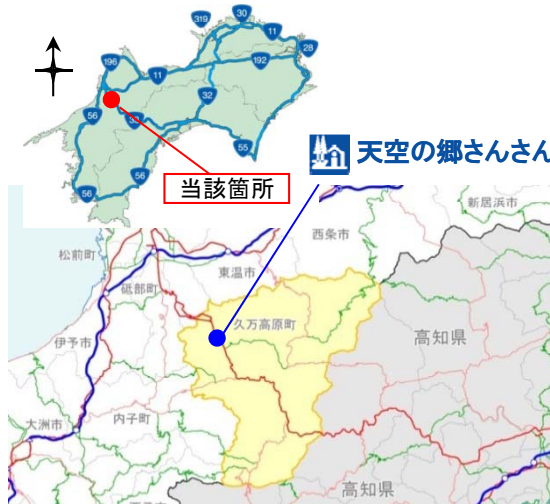 30
319
11
28
196
11
192
32
56
33
55
56
56
当該箇所
天空の郷さんさん
新居浜市
西条市
松前町
東温市
砥部町
久万高原町
伊予市
高知県
大洲市
内子町
高知県